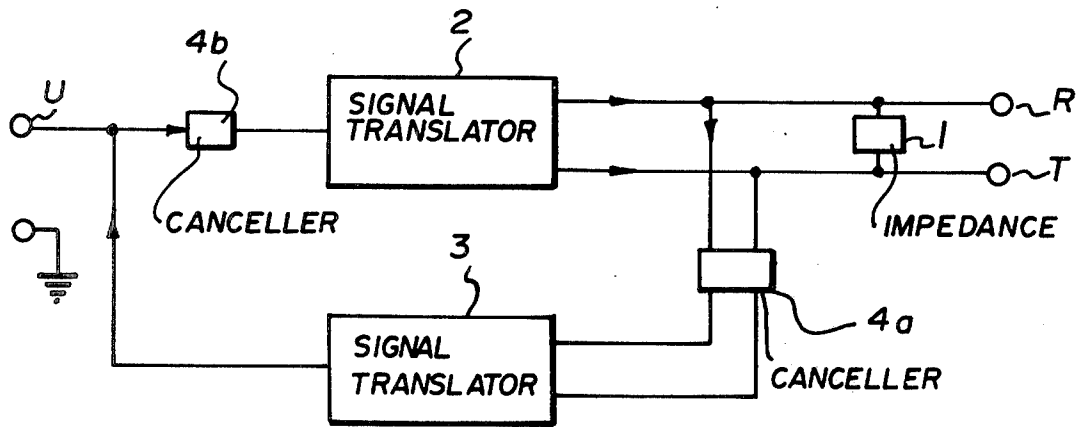 4b
2
U
SIGNAL
TRANSLATOR
R
1
T
CANCELLER
IMPEDANCE
3
4a
SIGNAL
TRANSLATOR
CANCELLER